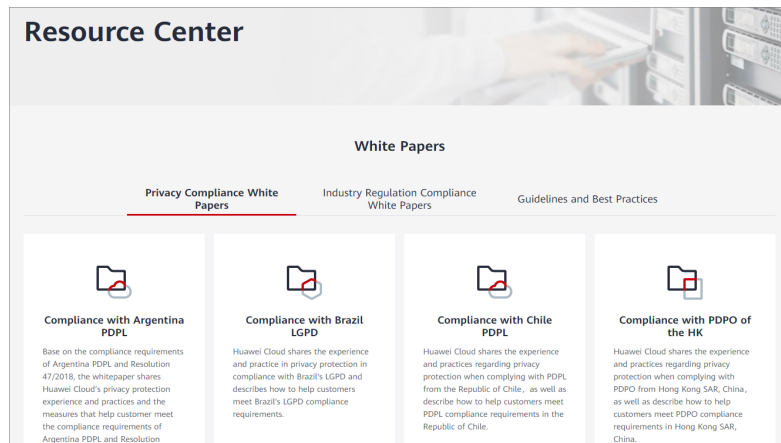 Resource Center
White Papers
Privacy Compliance White
Papers
Industry Regulation Compliance
White Papers
Guidelines and Best Practices
Compliance with Argentina
PDPL
Base on the compliance requirements
of Argentina PDPL and Resolution
47/2018, the whitepaper shares
Huawei Cloud's privacy protection
experience and practices and the
measures that help customer meet
the compliance requirements of
Argentina PDPL and Resolution
Compliance with Brazil
LGPD
Huawei Cloud shares the experience
and practice in privacy protection in
compliance with Brazil's LGPD and
describes how to help customers
meet Brazil's LGPD compliance
requirements.
Compliance with Chile
PDPL
Huawei Cloud shares the experience
and practices regarding privacy
protection when complying with PDPL
from the Republic of Chile， as well as
describe how to help customers meet
PDPL compliance requirements in the
Republic of Chile.
Compliance with PDPO of
the HK
Huawei Cloud shares the experience
and practices regarding privacy
protection when complying with
PDPO from Hong Kong SAR, China，
as well as describe how to help
customers meet PDPO compliance
requirements in Hong Kong SAR,
China.